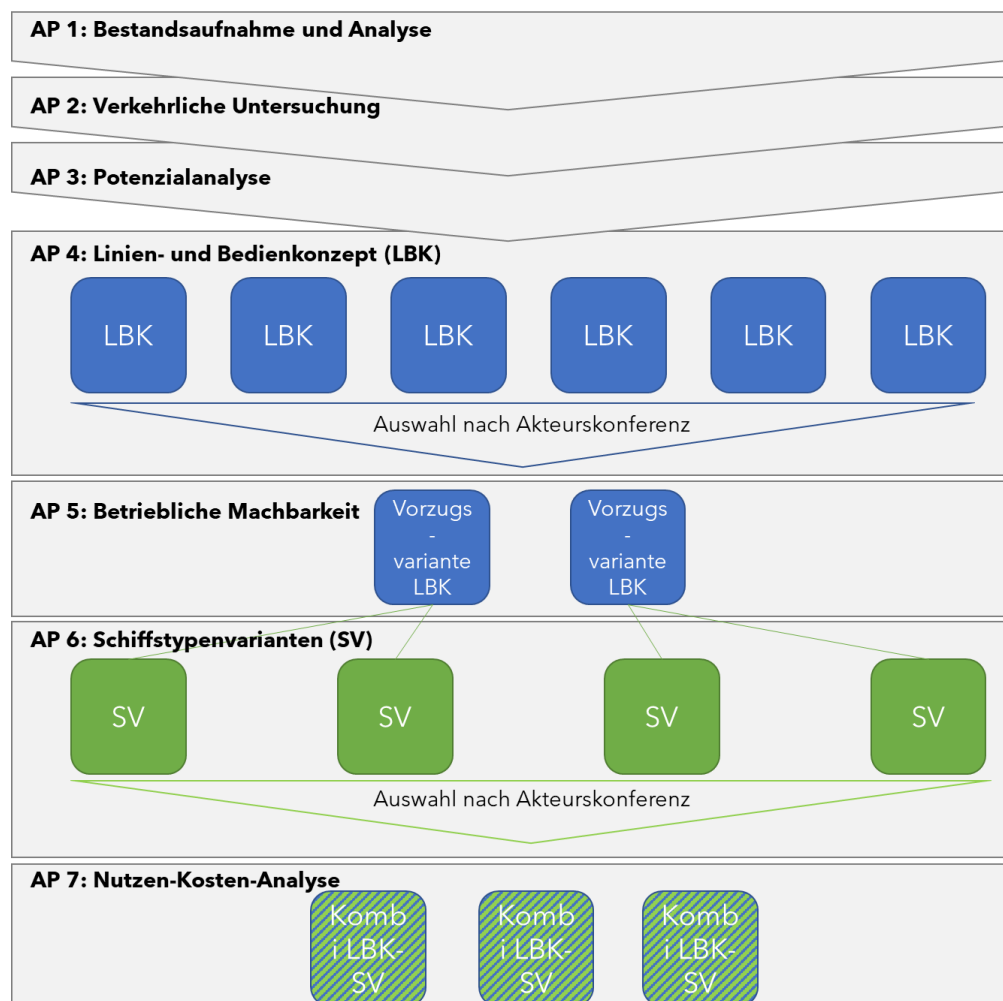 AP 1: Bestandsaufnahme und Analyse
AP 2: Verkehrliche Untersuchung
AP 3: Potenzialanalyse
AP 4: Linien- und Bedienkonzept (LBK)
LBK
LBK
LBK
LBK
LBK
LBK
Auswahl nach Akteurskonferenz
AP 5: Betriebliche Machbarkeit
Vorzugs
-
variante
LBK
Vorzugs
-
variante
LBK
AP 6: Schiffstypenvarianten (SV)
SV
SV
SV
SV
Auswahl nach Akteurskonferenz
AP 7: Nutzen-Kosten-Analyse
Komb
i LBK-
SV
Komb
i LBK-
SV
Komb
i LBK-
SV